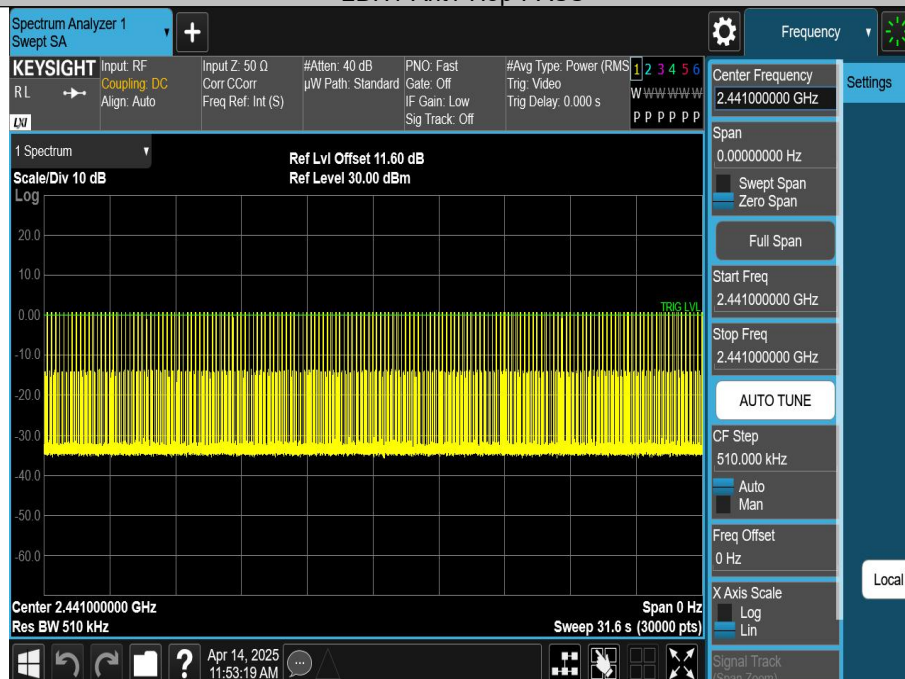 Spectrum Analyzer 1
Swept SA
Frequency
KEYSIGHT
RL
LXI
Input: RF
Coupling: DC
Align: Auto
Input Z: 50 Ω
Corr CCorr
Freq Ref: Int (S)
#Atten: 40 dB
µW Path: Standard
PNO: Fast
Gate: Off
IF Gain: Low
Sig Track: Off
#Avg Type: Power (RMS
Trig: Video
Trig Delay: 0.000 s
1 2 3 4 5 6
W W W W W W
P P P P P P
1 Spectrum
Scale/Div 10 dB
Log
Ref Lvl Offset 11.60 dB
Ref Level 30.00 dBm
20.0
10.0
0.00
TRIG LVL
-10.0
-20.0
-30.0
-40.0
-50.0
-60.0
Center 2.441000000 GHz
Res BW 510 kHz
Span 0 Hz
Sweep 31.6 s (30000 pts)
Center Frequency
2.441000000 GHz
Settings
Span
0.00000000 Hz
Swept Span
Zero Span
Full Span
Start Freq
2.441000000 GHz
Stop Freq
2.441000000 GHz
AUTO TUNE
CF Step
510.000 kHz
Auto
Man
Freq Offset
0 Hz
Local
X Axis Scale
Log
Lin
Signal Track
(Span Zoom)
?
Apr 14, 2025
11:53:19 AM